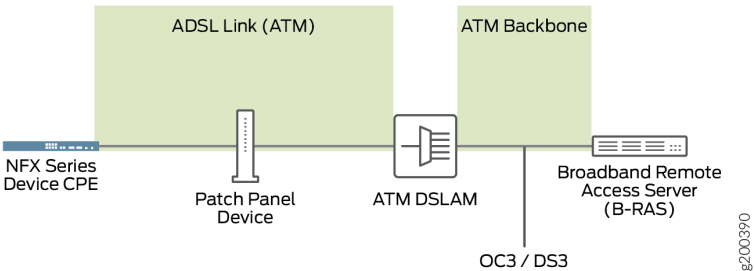 ADSL Link (ATM)
ATM Backbone
NFX Series
Device CPE
Patch Panel
Device
ATM DSLAM
Broadband Remote
Access Server
(B-RAS)
OC3 / DS3
g200390